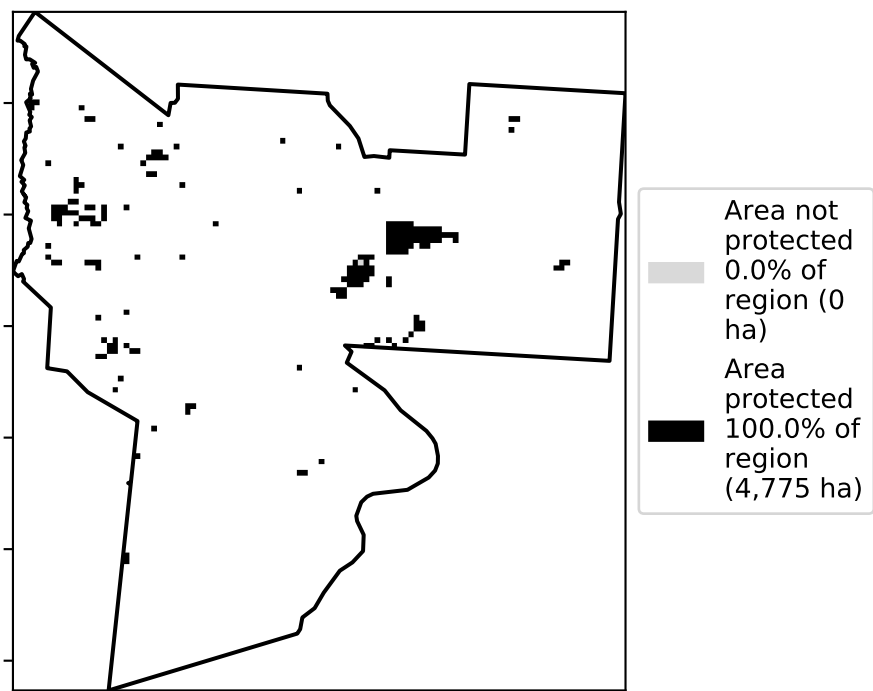 Area not
protected
0.0% of
region (0
ha)
Area
protected
100.0% of
region
(4,775 ha)